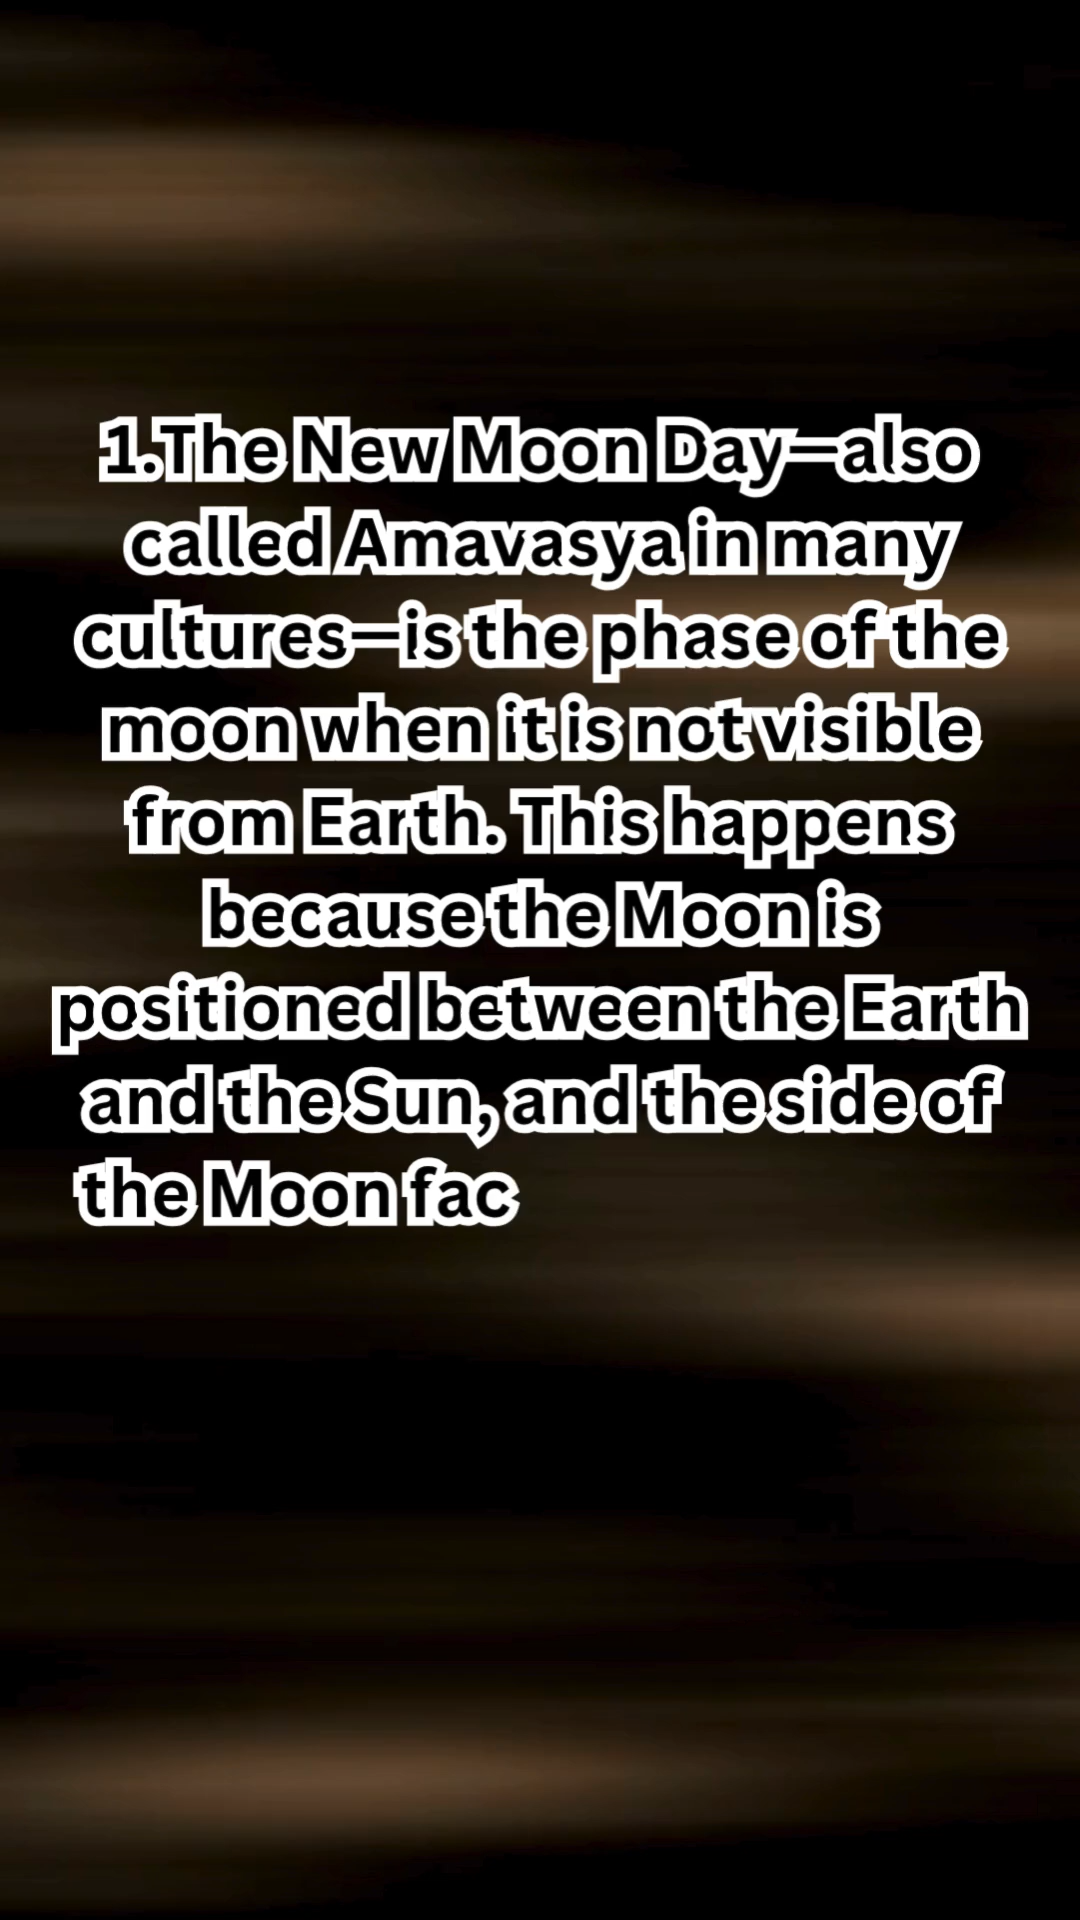 1.The New Moon Day—also
called Amavasya in many
cultures—is the phase of the
moon when it is not visible
from Earth. This happens
because the Moon is
positioned between the Earth
and the Sun, and the side of
the Moon fac